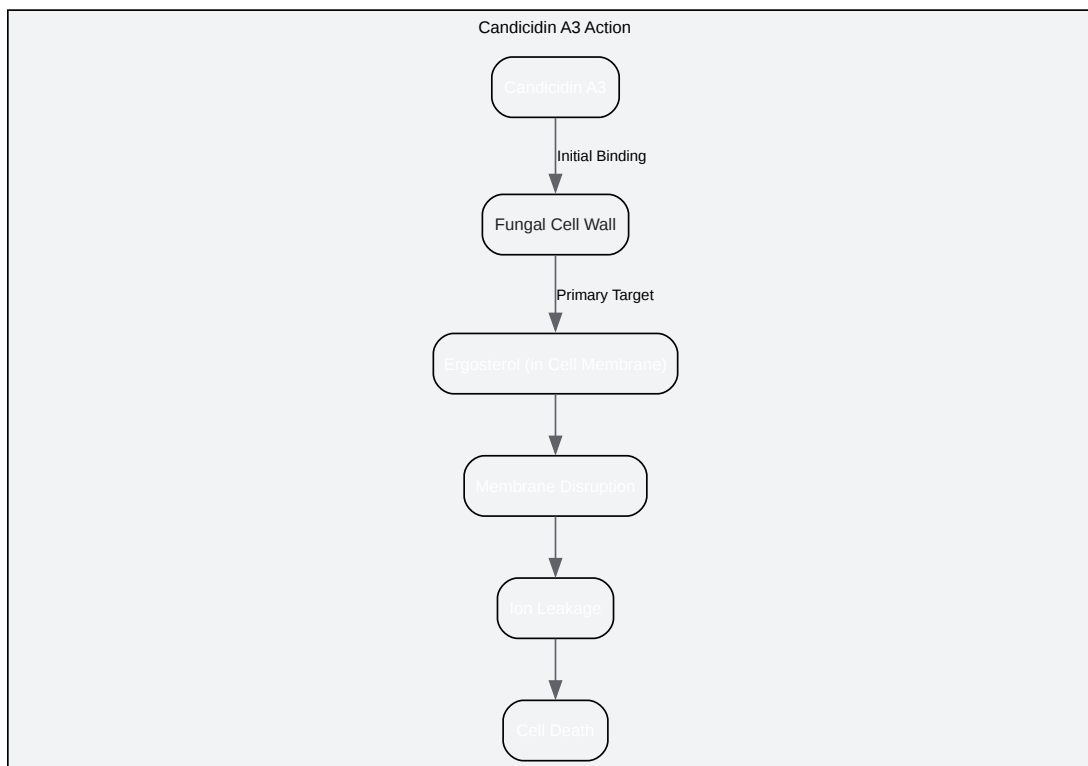 Candicidin A3 Action
Candicidin A3
Initial Binding
Fungal Cell Wall
Primary Target
Ergosterol (in Cell Membrane)
Membrane Disruption
Ion Leakage
Cell Death